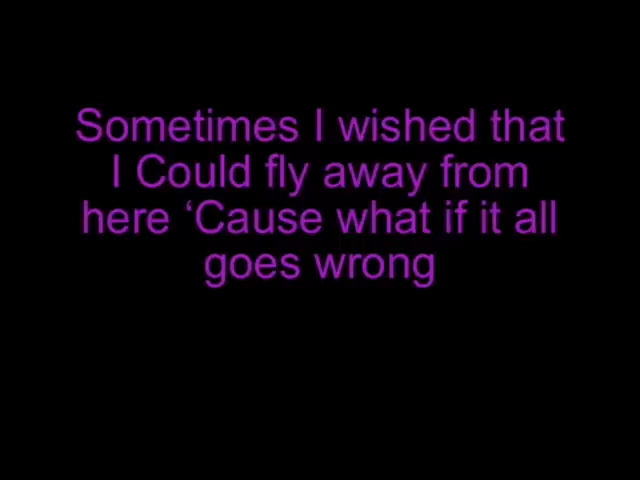 Sometimes I wished that
I Could fly away from
here ‘Cause what if it all
goes wrong